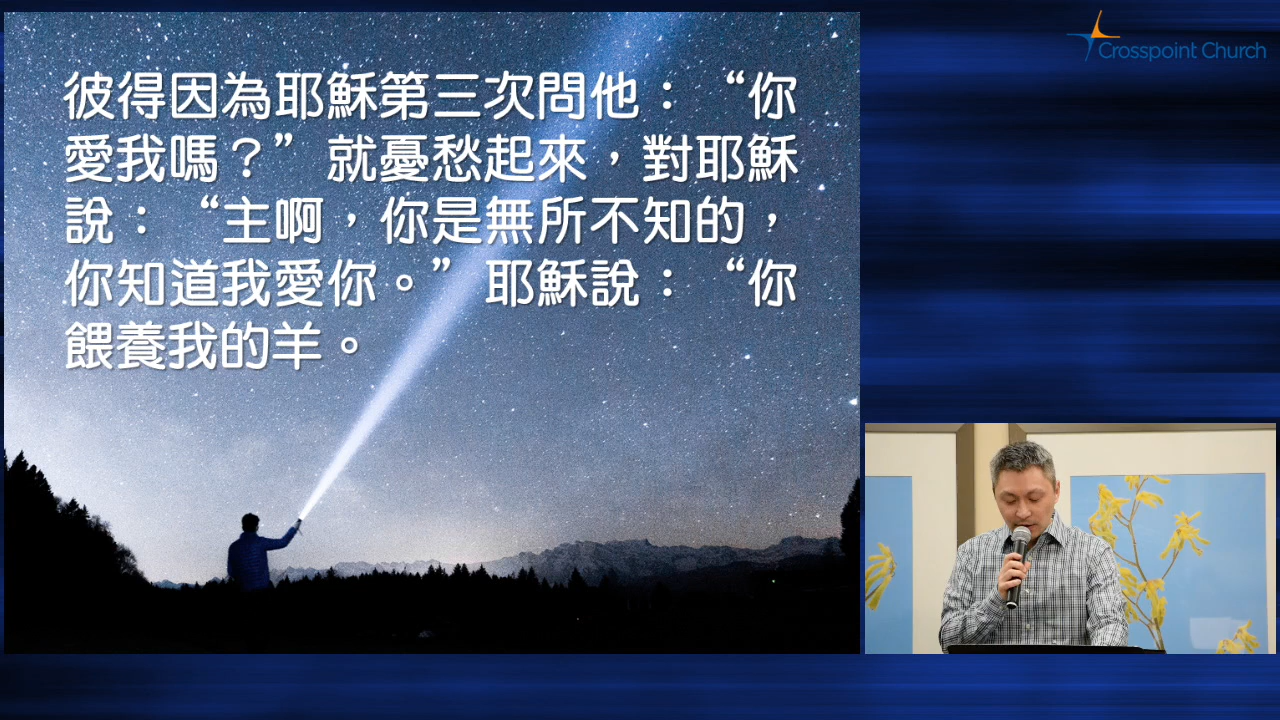 彼得因為耶穌第三次問他：“你
愛我嗎？”就憂愁起來，對耶穌
說：“主啊，你是無所不知的，
你知道我愛你。”耶穌說：“你
餵養我的羊。
Crosspoint Church